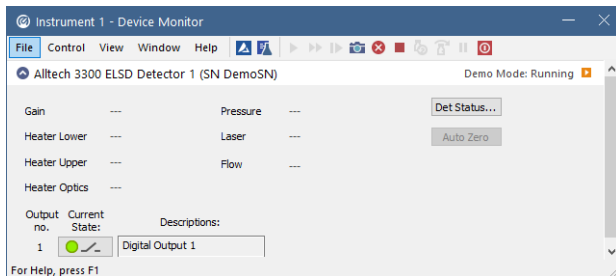 Instrument 1 - Device Monitor
File Control View Window Help
Alltech 3300 ELSD Detector 1 (SN DemoSN) Demo Mode: Running
Gain --- Pressure --- Det Status...
Heater Lower --- Laser --- Auto Zero
Heater Upper --- Flow ---
Heater Optics ---
Output no. Current State: Descriptions:
1 Digital Output 1
For Help, press F1